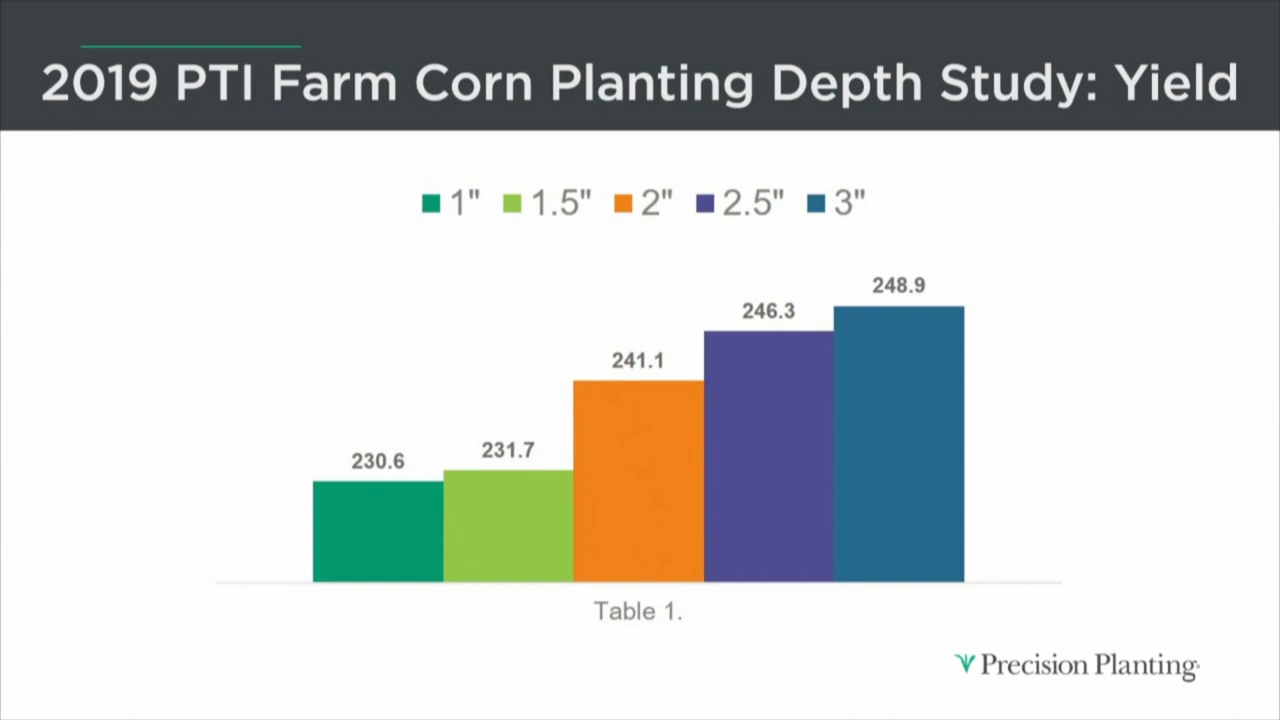 2019 PTI Farm Corn Planting Depth Study: Yield
1" 1.5" 2" 2.5" 3"
248.9
246.3
241.1
231.7
230.6
Table 1.
Precision Planting